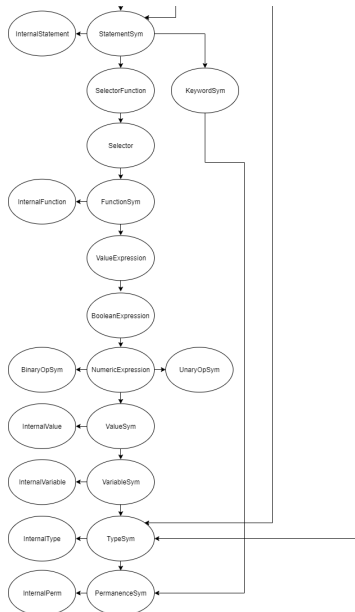 InternalStatement
StatementSym
SelectorFunction
KeywordSym
Selector
InternalFunction
FunctionSym
ValueExpression
BooleanExpression
BinaryOpSym
NumericExpression
UnaryOpSym
InternalValue
ValueSym
InternalVariable
VariableSym
InternalType
TypeSym
InternalPerm
PermanenceSym